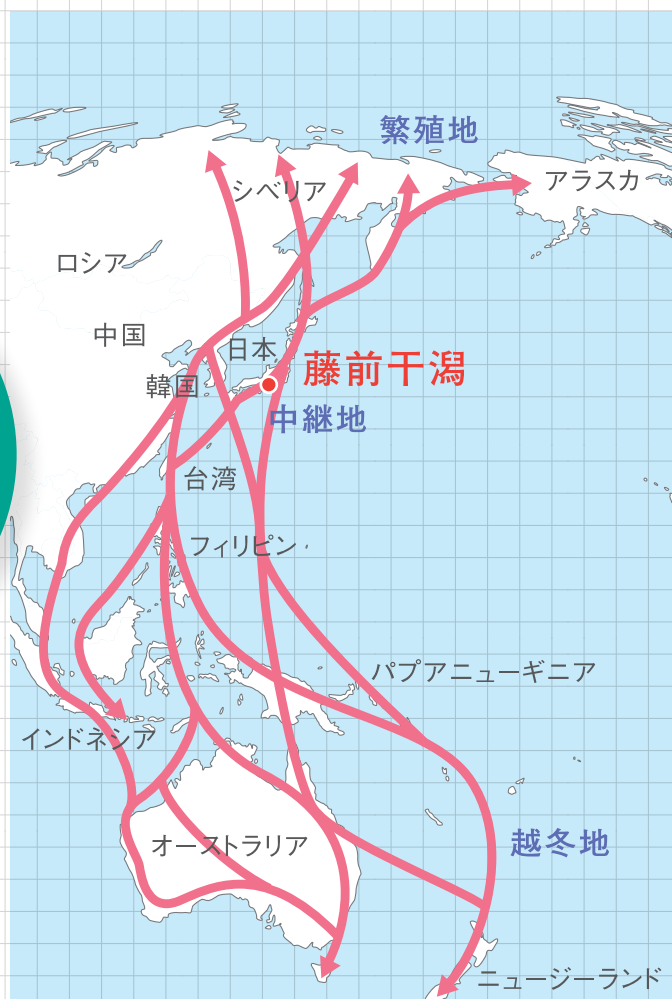 繁殖地
アラスカ
シベリア
ロシア
中国
日本
藤前干潟
韓国
中継地
台湾
フィリピン
パプアニューギニア
インドネシア
オーストラリア
越冬地
ニュージーランド